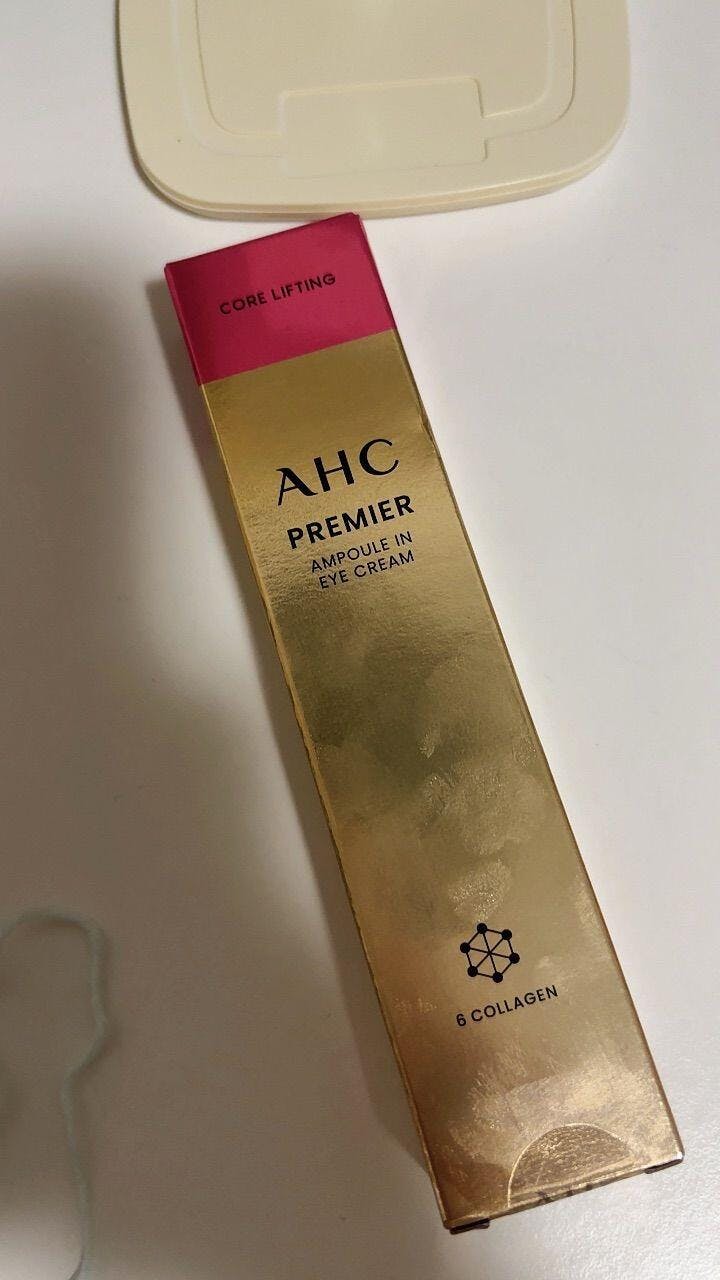 CORE LIFTING
AHC
PREMIER
AMPOULE IN
EYE CREAM
6 COLLAGEN